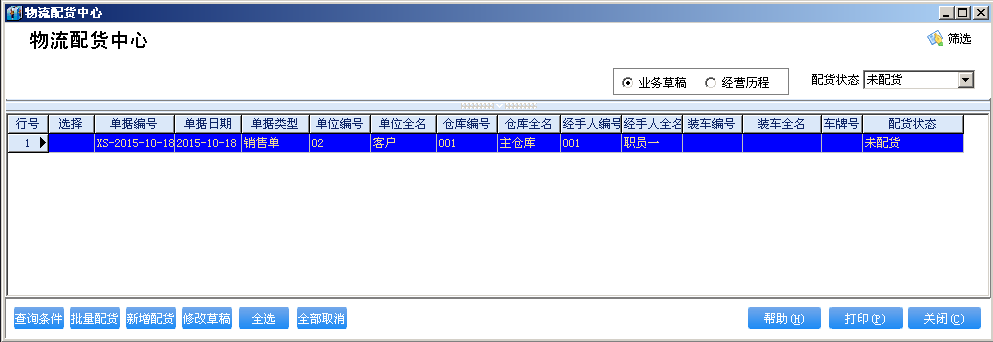 物流配货中心
物流配货中心
筛选
业务草稿 经营历程 配货状态 未配货
行号 选择 单据编号 单据日期 单据类型 单位编号 单位全名 仓库编号 仓库全名 经手人编号 经手人全名 装车编号 装车全名 车牌号 配货状态
1 XS-2015-10-18 2015-10-18 销售单 02 客户 001 主仓库 001 职员一 未配货
查询条件 批量配货 新增配货 修改草稿 全选 全部取消 帮助(H) 打印(P) 关闭(C)